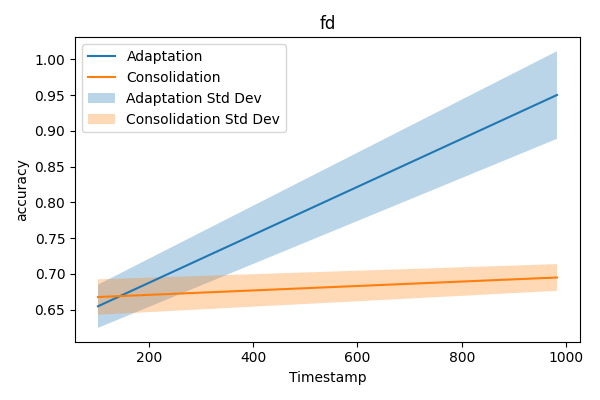 fd
Adaptation
Consolidation
Adaptation Std Dev
Consolidation Std Dev
accuracy
1.00
0.95
0.90
0.85
0.80
0.75
0.70
0.65
200
400
600
800
1000
Timestamp